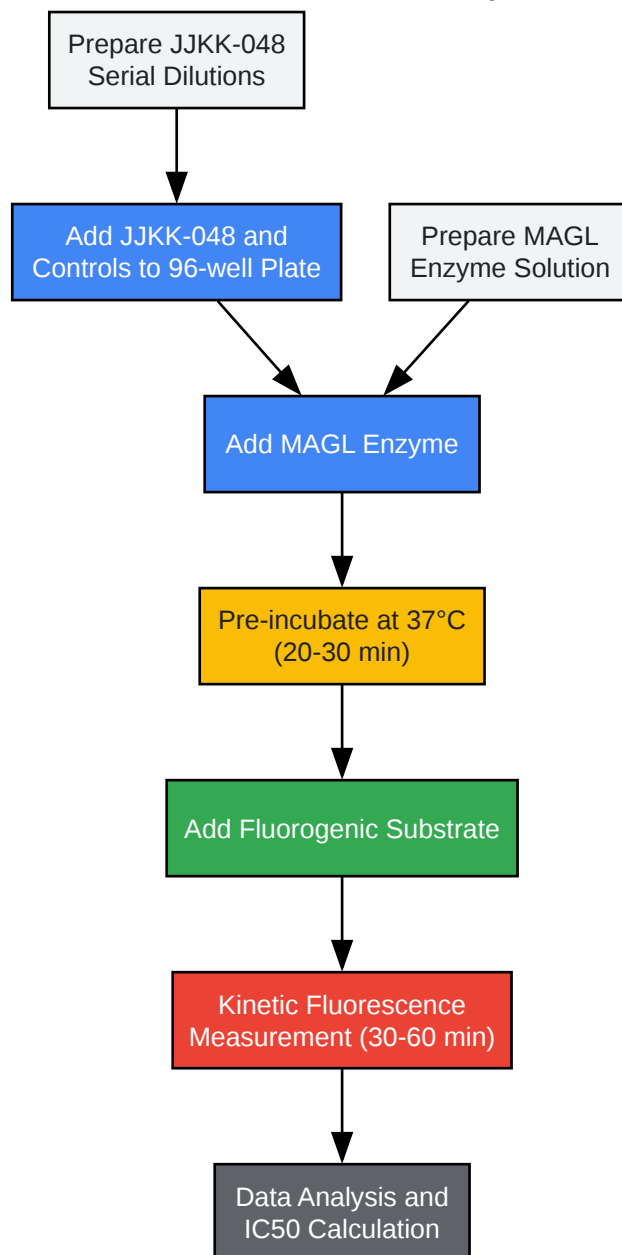 Prepare JJKK-048
Serial Dilutions
Add JJKK-048 and
Controls to 96-well Plate
Prepare MAGL
Enzyme Solution
Add MAGL Enzyme
Pre-incubate at 37°C
(20-30 min)
Add Fluorogenic Substrate
Kinetic Fluorescence
Measurement (30-60 min)
Data Analysis and
IC50 Calculation